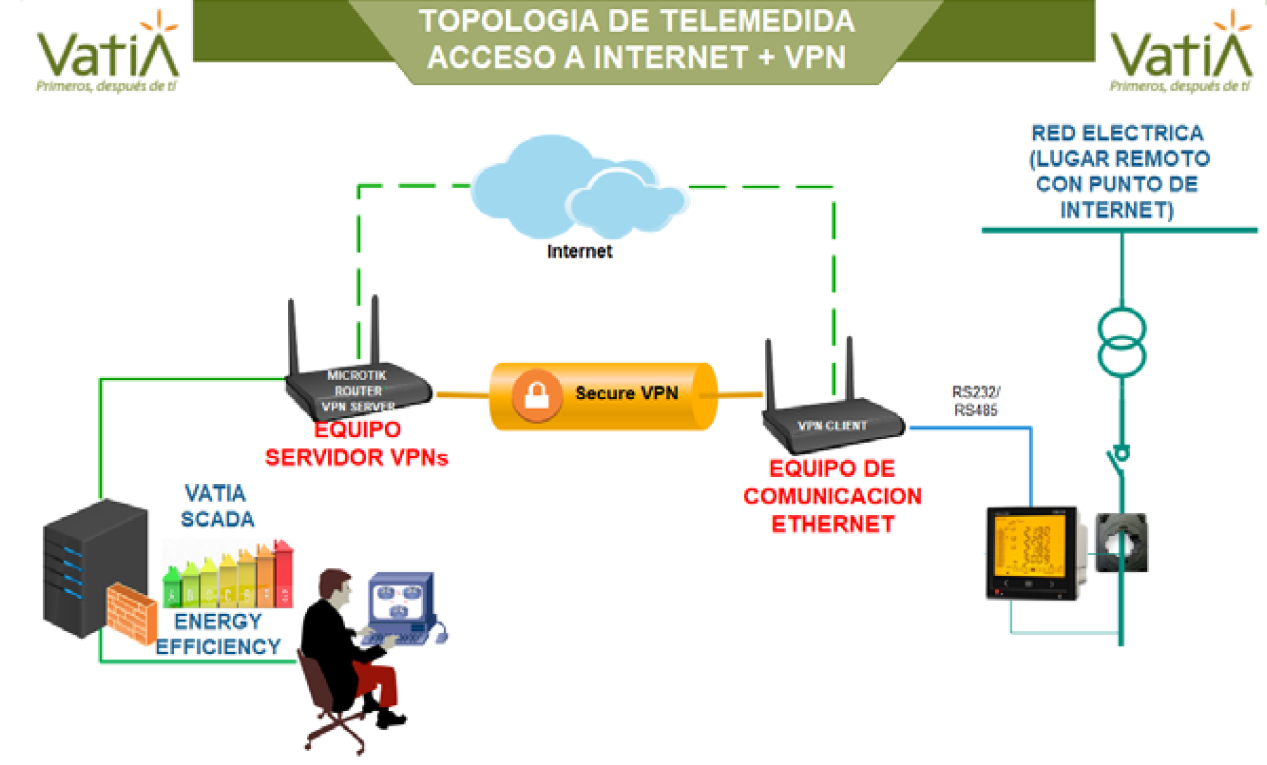 VatiA
Primeros, después de tí
TOPOLOGIA DE TELEMEDIDA
ACCESO A INTERNET + VPN
VatiA
Primeros, después de tí
RED ELECTRICA
(LUGAR REMOTO
CON PUNTO DE
INTERNET)
Internet
MICROTIK
ROUTER
VPN SERVER
EQUIPO
SERVIDOR VPNs
Secure VPN
VPN CLIENT
EQUIPO DE
COMUNICACION
ETHERNET
RS232/
RS485
VATIA
SCADA
ENERGY
EFFICIENCY